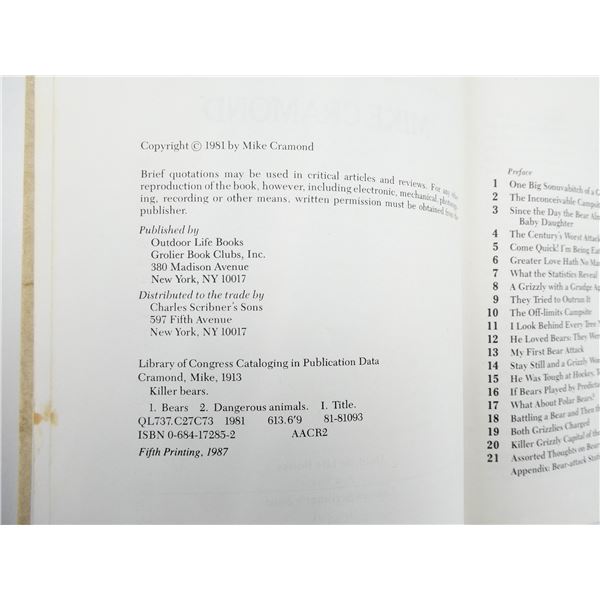 Copyright © 1981 by Mike Cramond
Brief quotations may be used in critical articles and reviews. For any other
reproduction of the book, however, including electronic, mechanical, photocopy-
ing, recording or other means, written permission must be obtained from the
publisher.
Published by
Outdoor Life Books
Grolier Book Clubs, Inc.
380 Madison Avenue
New York, NY 10017
Distributed to the trade by
Charles Scribner's Sons
597 Fifth Avenue
New York, NY 10017
Library of Congress Cataloging in Publication Data
Cramond, Mike, 1913
Killer bears.
1. Bears 2. Dangerous animals. I. Title.
QL737.C27C73 1981 613.6'9 81-81093
ISBN 0-684-17285-2 AACR2
Fifth Printing, 1987
Preface
1 One Big Sonuvabitch of a G
2 The Inconceivable Campsit
3 Since the Day the Bear Alm
Baby Daughter
4 The Century's Worst Attack
5 Come Quick! I'm Being Eat
6 Greater Love Hath No Man
7 What the Statistics Reveal
8 A Grizzly with a Grudge Ag
9 They Tried to Outrun It
10 The Off-limits Campsite
11 I Look Behind Every Tree N
12 He Loved Bears: They Wer
13 My First Bear Attack
14 Stay Still and a Grizzly Won
15 He Was Tough at Hockey, T
16 If Bears Played by Predictab
17 What About Polar Bears?
18 Battling a Bear and Then th
19 Both Grizzlies Charged
20 Killer Grizzly Capital of the
21 Assorted Thoughts on Bear-
Appendix: Bear-attack Stati